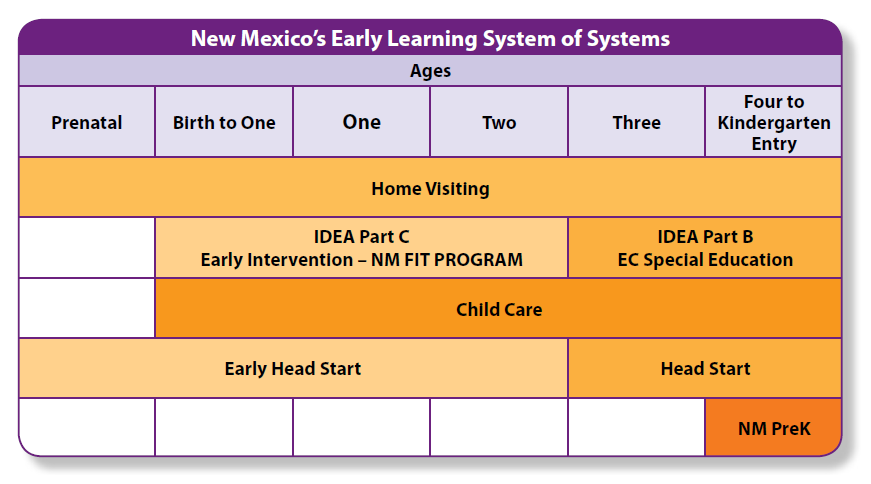 New Mexico's Early Learning System of Systems
Ages
Prenatal
Birth to One
One
Two
Three
Four to
Kindergarten
Entry
Home Visiting
IDEA Part C
Early Intervention – NM FIT PROGRAM
IDEA Part B
EC Special Education
Child Care
Early Head Start
Head Start
NM PreK